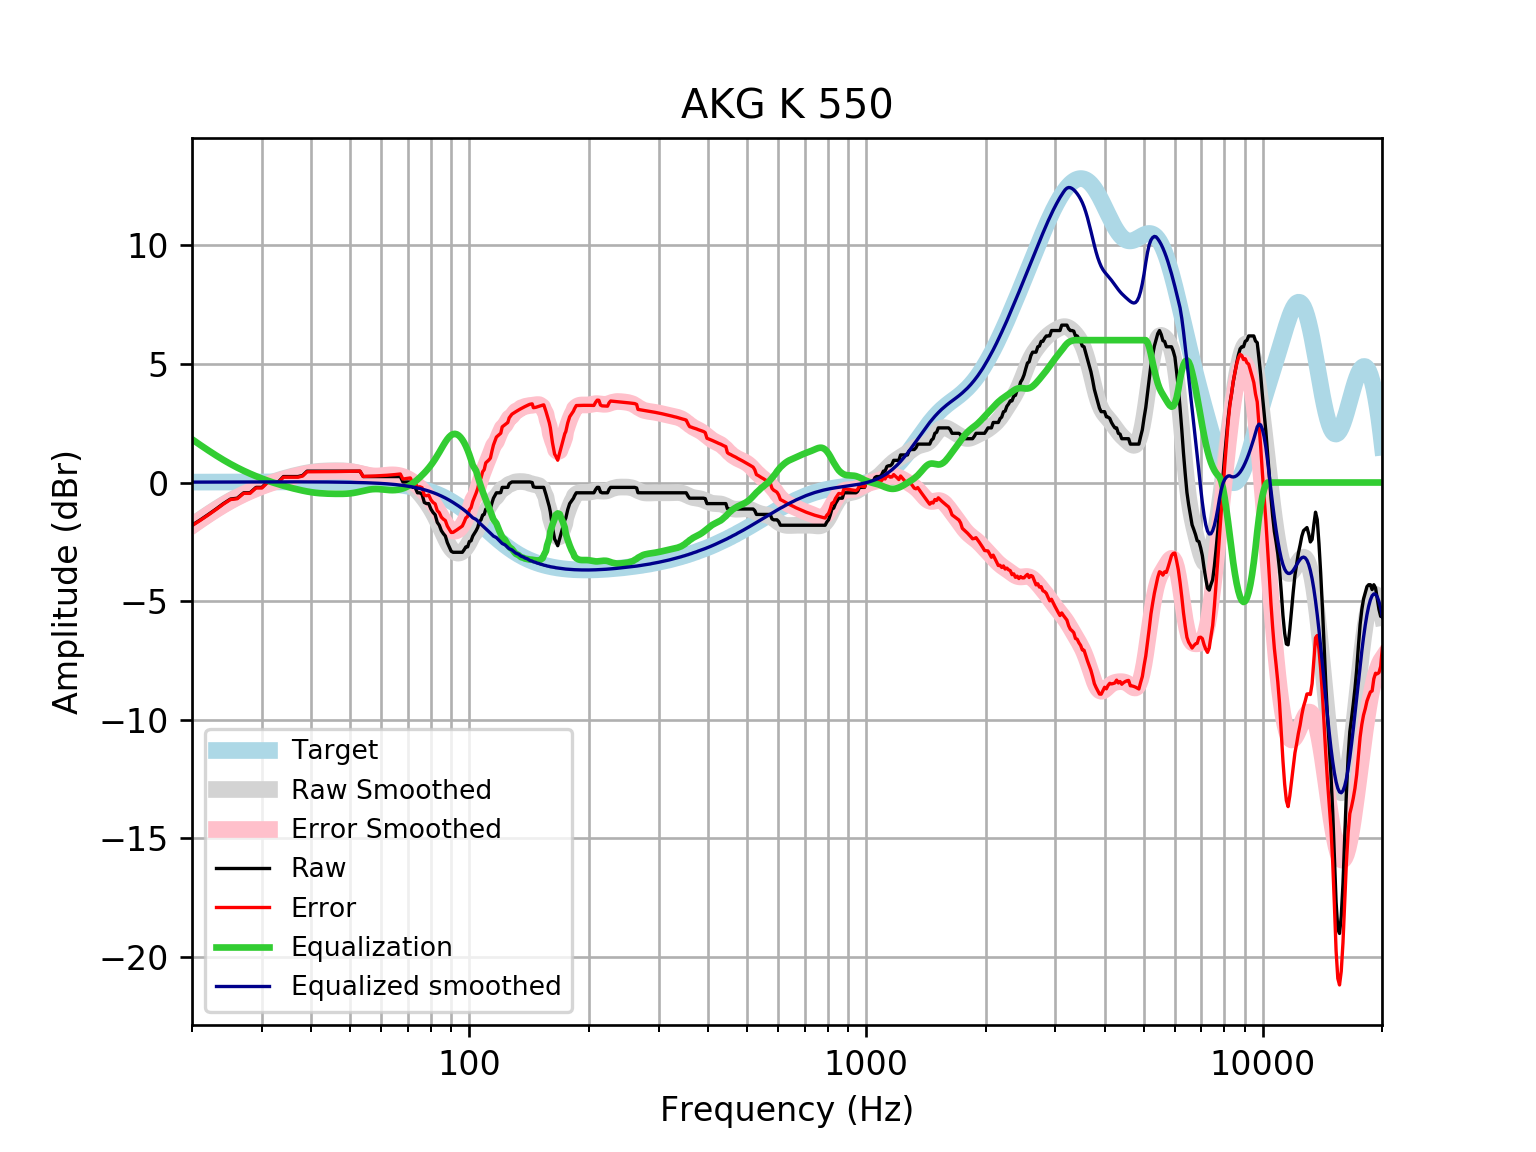 AKG K 550
Amplitude (dBr)
10
5
0
−5
−10
−15
−20
Target
Raw Smoothed
Error Smoothed
Raw
Error
Equalization
Equalized smoothed
100
1000
10000
Frequency (Hz)